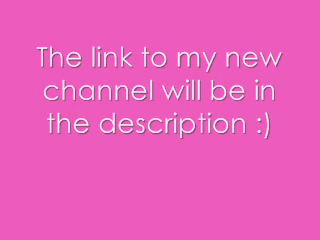 The link to my new
channel will be in
the description :)